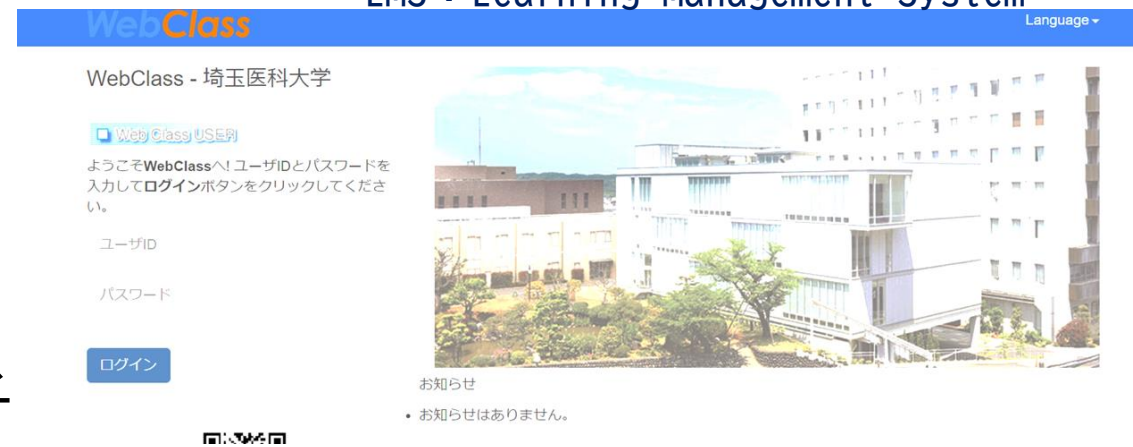 LMS：Learning Management System
WebClass
Language
WebClass - 埼玉医科大学
Web Class USER
ようこそWebClassへ! ユーザIDとパスワードを
入力してログインボタンをクリックしてくださ
い。
ユーザID
パスワード
ログイン
お知らせ
• お知らせはありません。